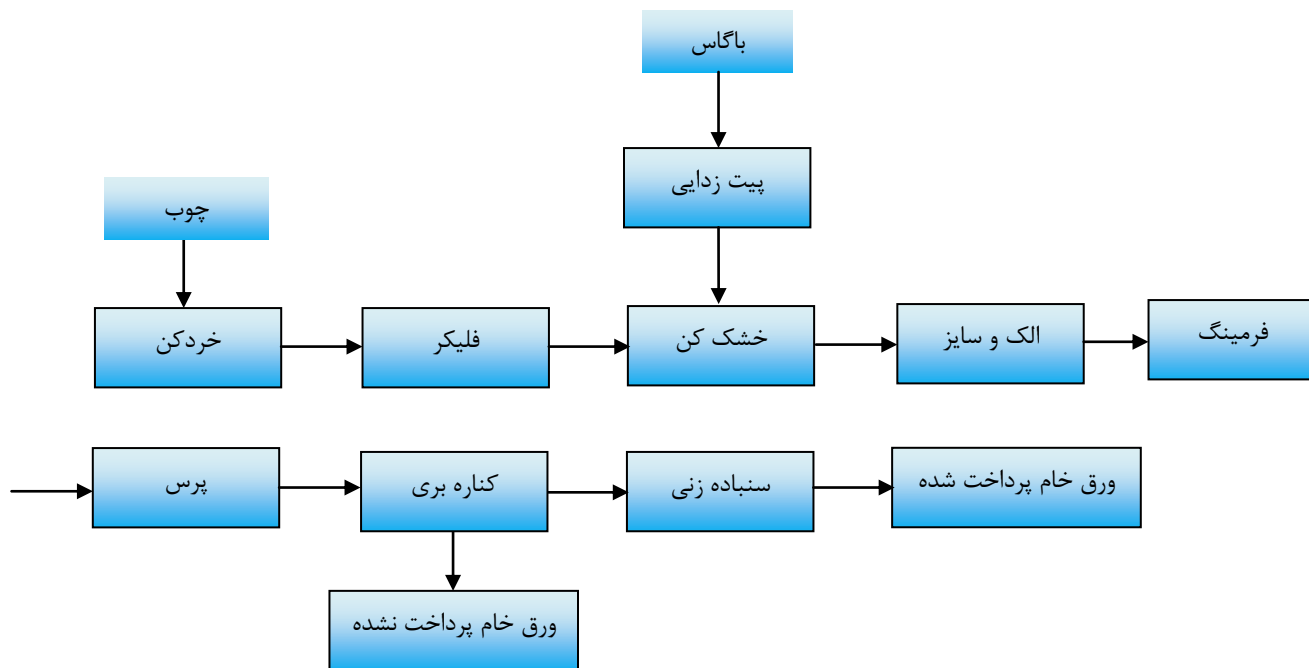 باگاس
پیت زدایی
چوب
خردکن
فلیکر
خشک کن
الک و سایز
فرمینگ
پرس
کناره بری
سنباده زنی
ورق خام پرداخت شده
ورق خام پرداخت نشده